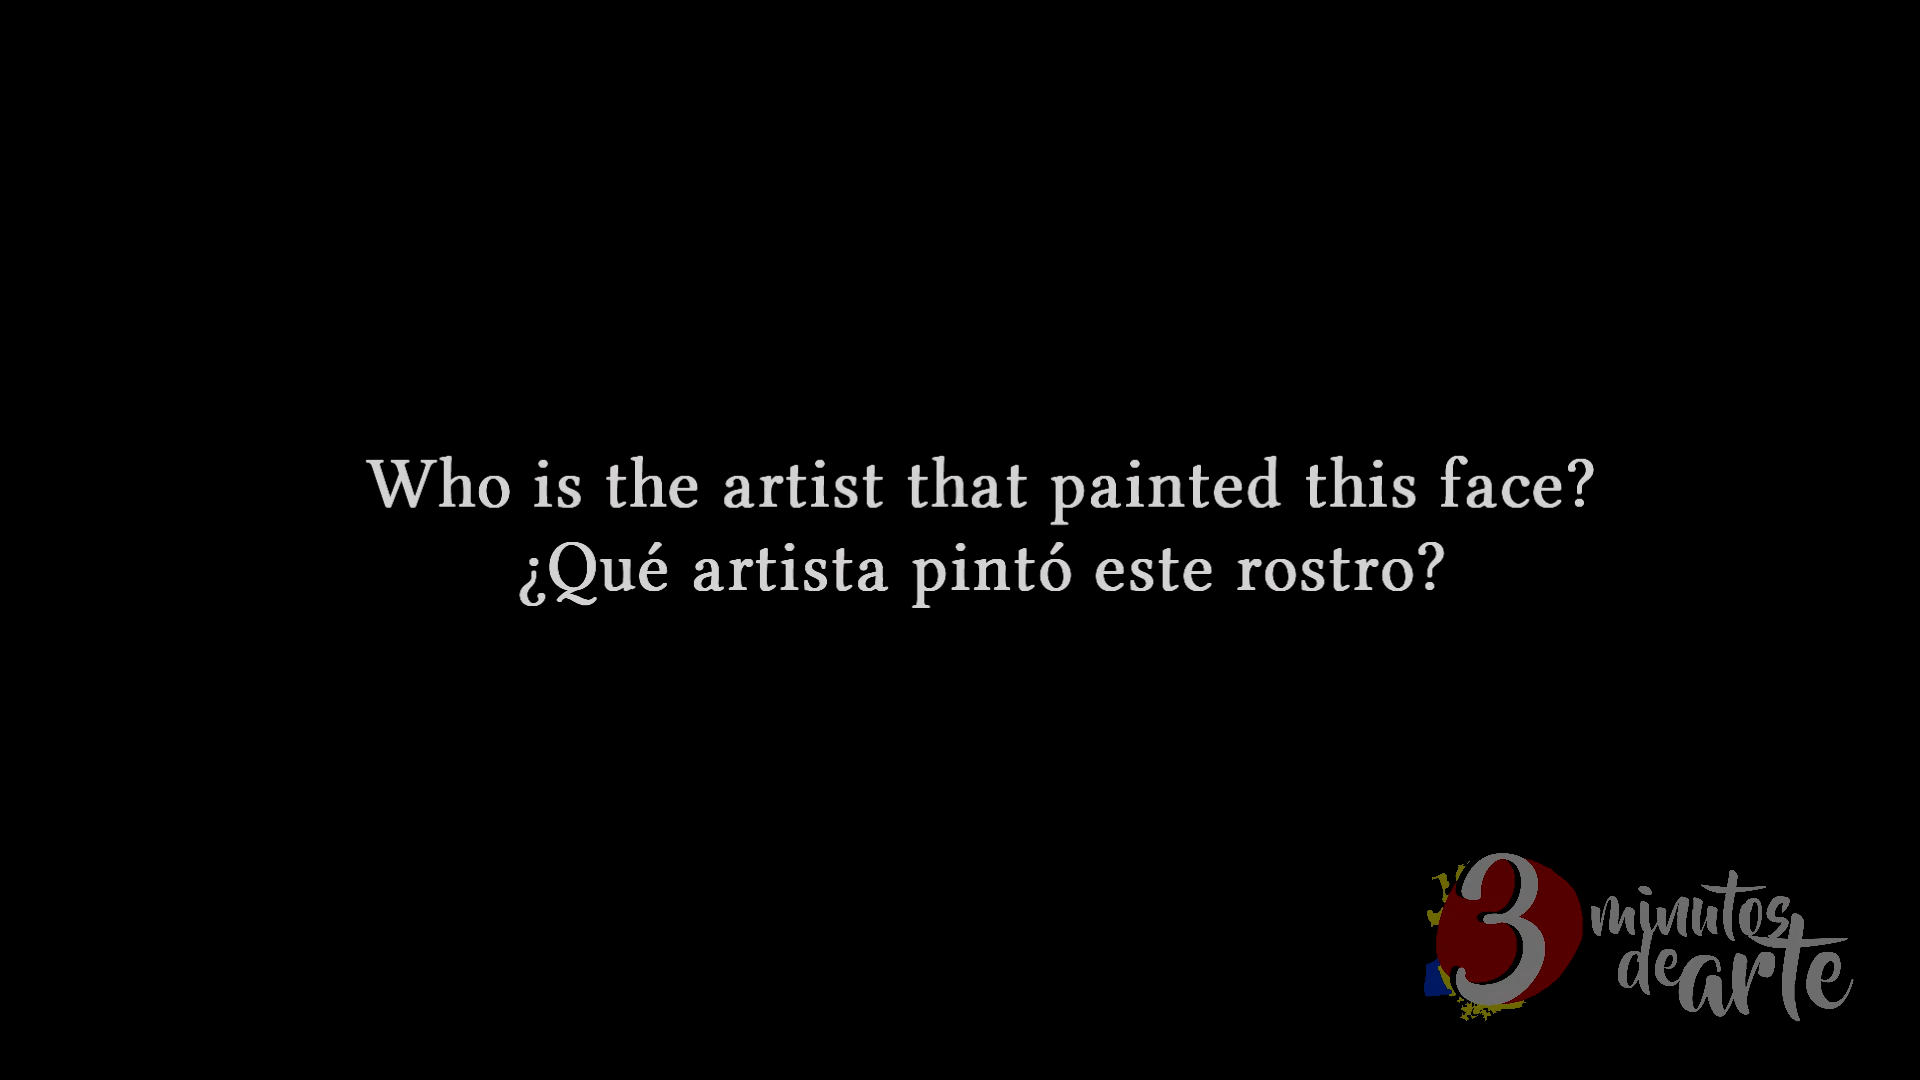 Who is the artist that painted this face?
¿Qué artista pintó este rostro?
3 minutos
de arte